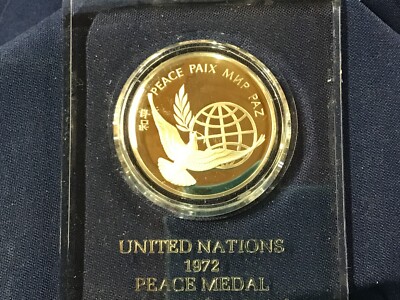 和平 PEACE PAIX МИР PAZ
UNITED NATIONS
1972
PEACE MEDAL